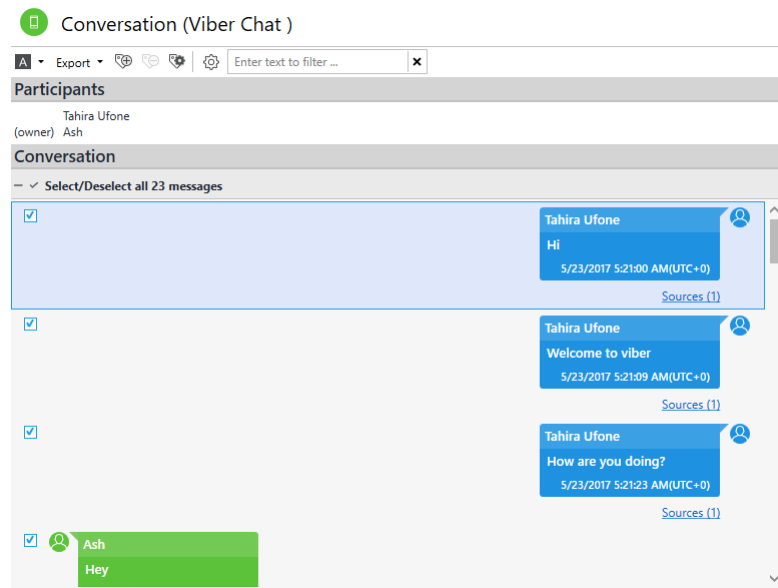 Conversation (Viber Chat )
A Export Enter text to filter ...
Participants
Tahira Ufone
(owner) Ash
Conversation
Select/Deselect all 23 messages
Tahira Ufone
Hi
5/23/2017 5:21:00 AM(UTC+0)
Sources (1)
Tahira Ufone
Welcome to viber
5/23/2017 5:21:09 AM(UTC+0)
Sources (1)
Tahira Ufone
How are you doing?
5/23/2017 5:21:23 AM(UTC+0)
Sources (1)
Ash
Hey